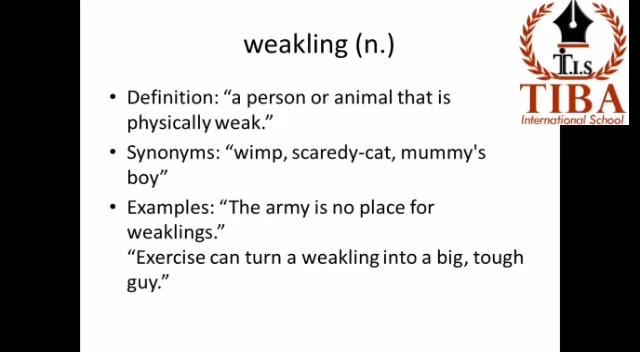 weakling (n.)
• Definition: “a person or animal that is
physically weak.”
• Synonyms: “wimp, scaredy-cat, mummy's
boy”
• Examples: “The army is no place for
weaklings.”
“Exercise can turn a weakling into a big, tough
guy.”
T.I.S
TIBA
International School